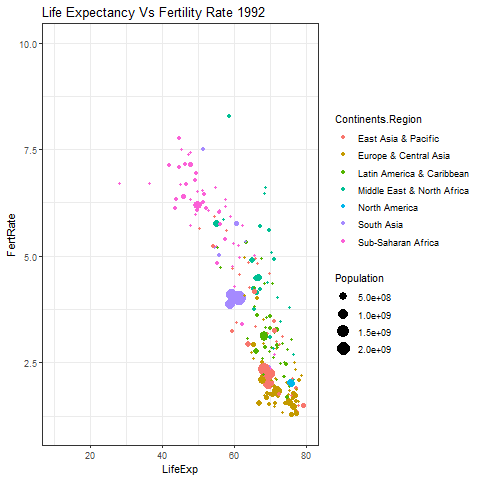 Life Expectancy Vs Fertility Rate 1992
10.0
7.5
5.0
2.5
FertRate
20
40
60
80
LifeExp
Continents.Region
East Asia & Pacific
Europe & Central Asia
Latin America & Caribbean
Middle East & North Africa
North America
South Asia
Sub-Saharan Africa
Population
5.0e+08
1.0e+09
1.5e+09
2.0e+09